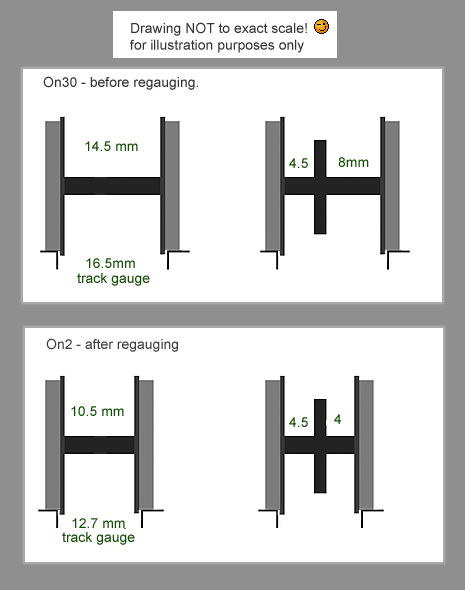 Drawing NOT to exact scale!
for illustration purposes only
On30 - before regauging.
14.5 mm
4.5
8mm
16.5mm
track gauge
On2 - after regauging
10.5 mm
4.5
4
12.7 mm
track gauge